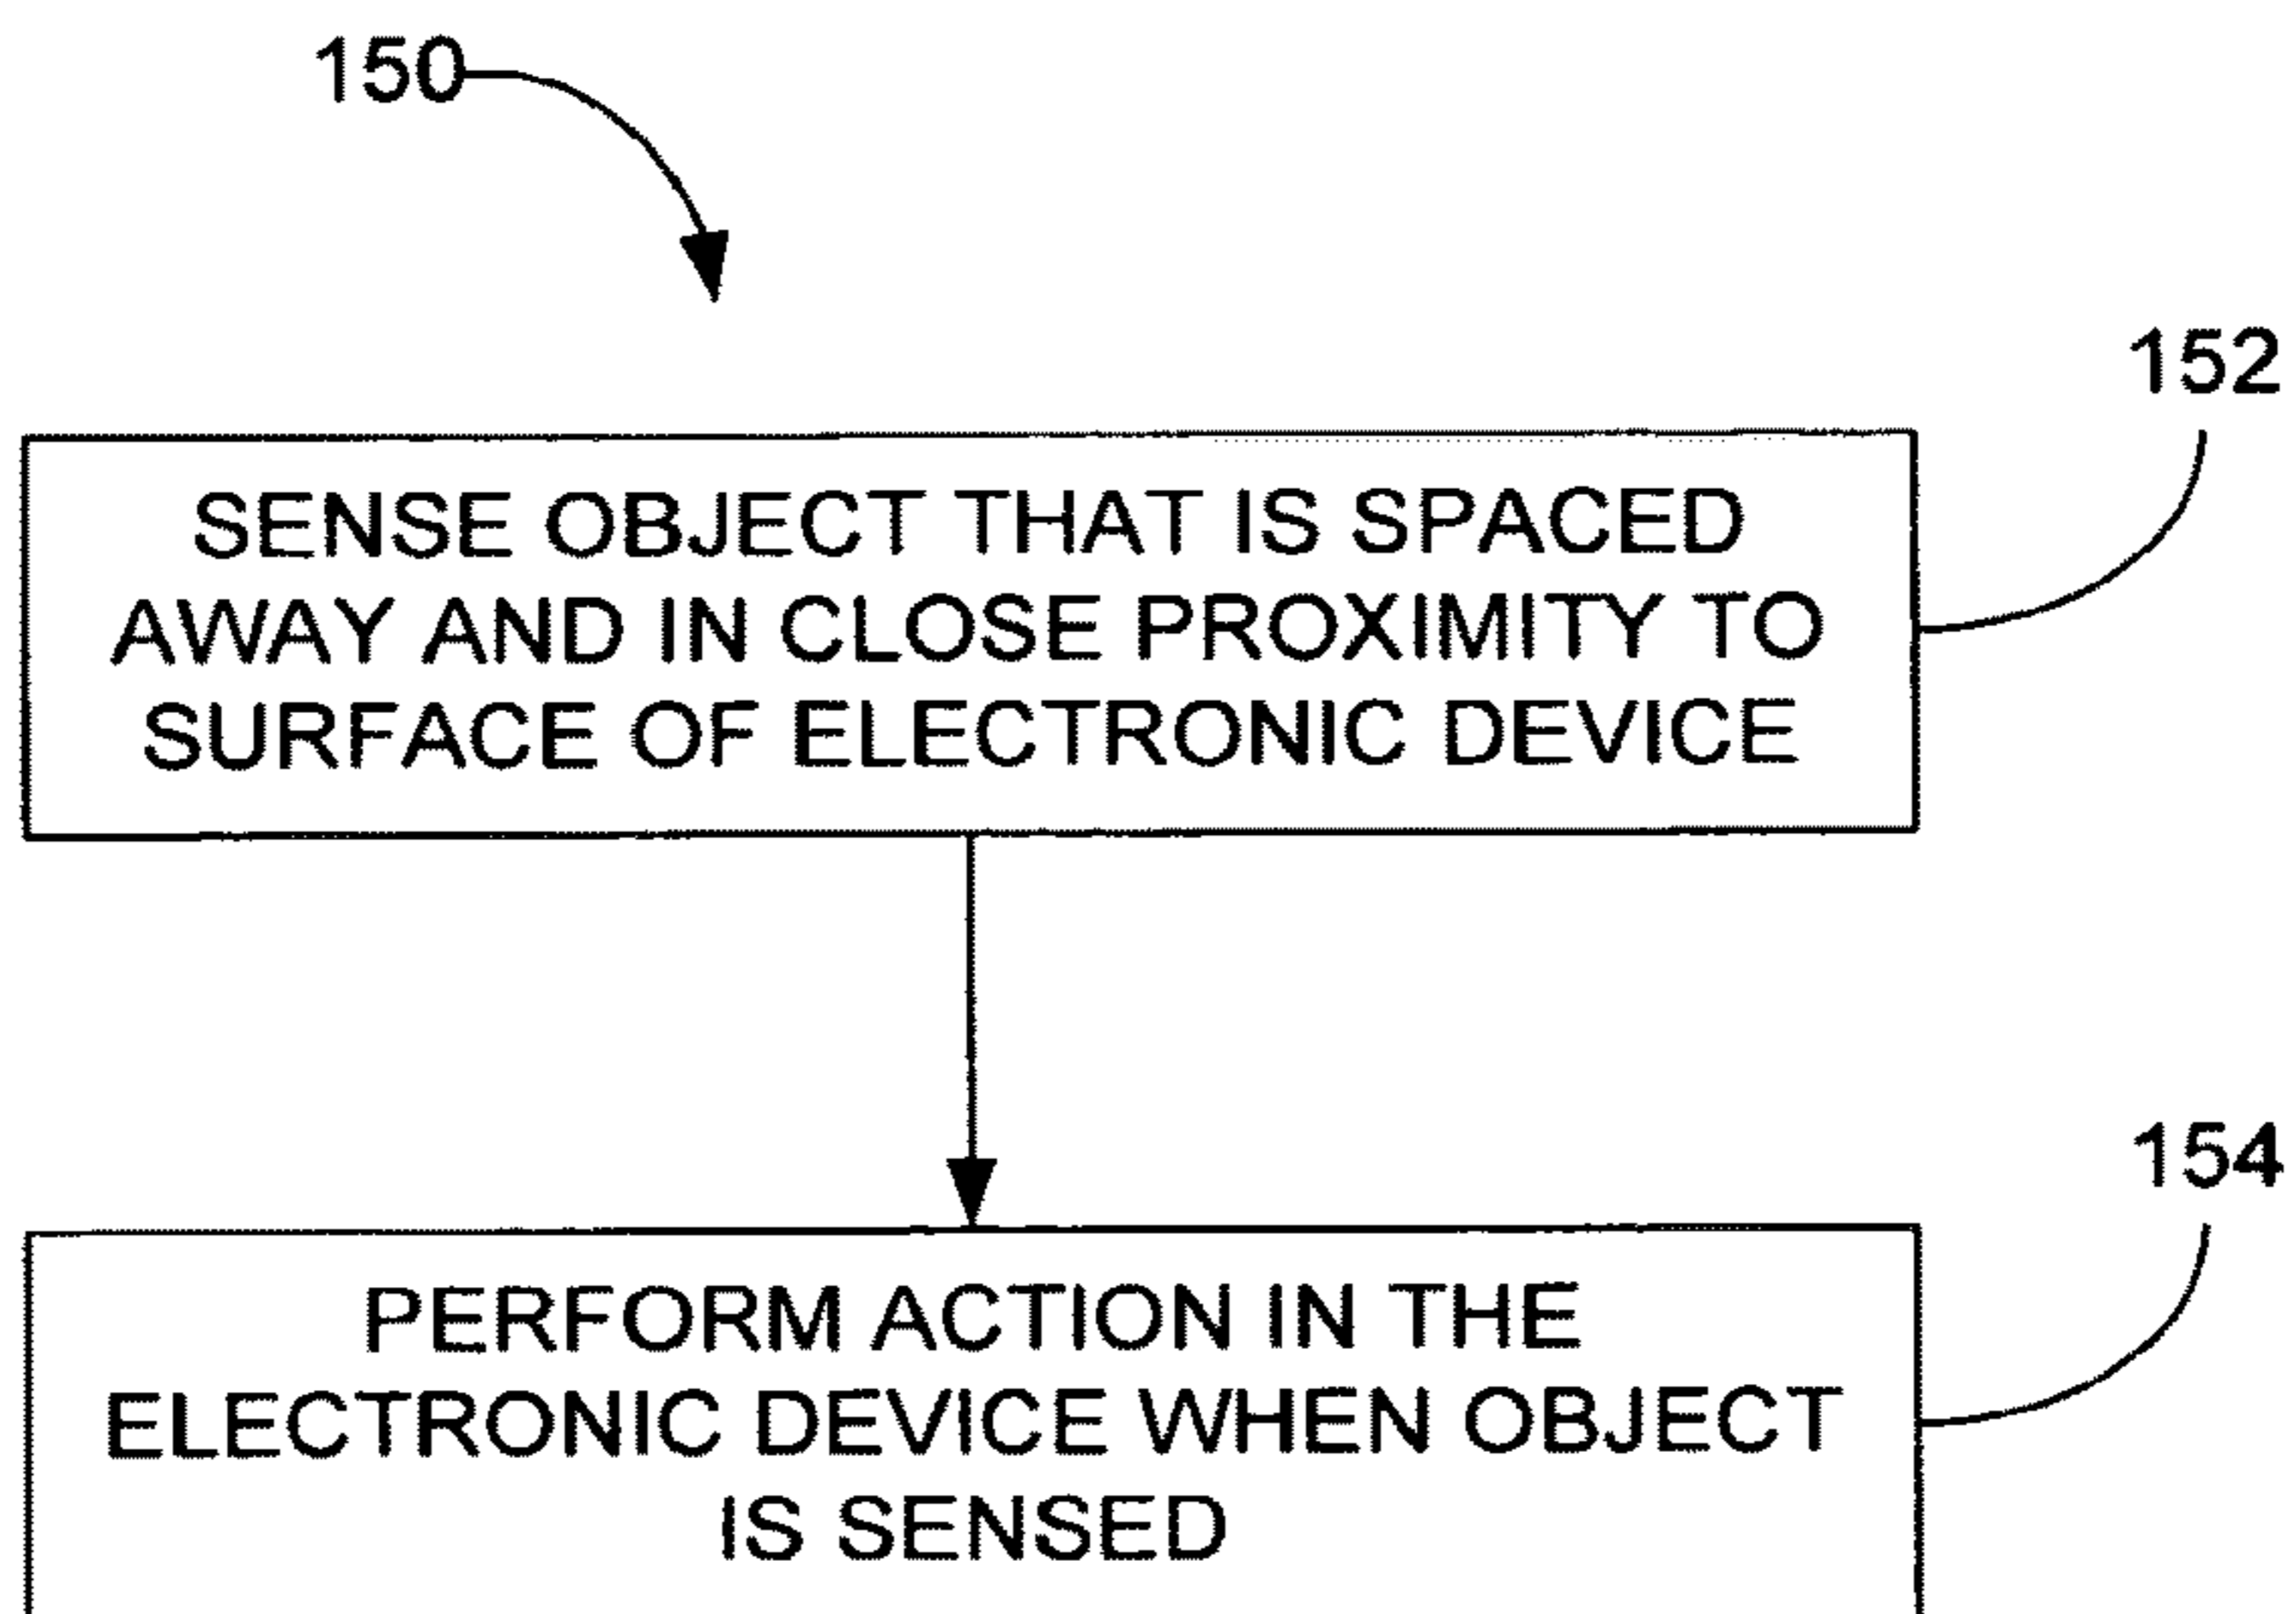 150
152
SENSE OBJECT THAT IS SPACED
AWAY AND IN CLOSE PROXIMITY TO
SURFACE OF ELECTRONIC DEVICE
154
PERFORM ACTION IN THE
ELECTRONIC DEVICE WHEN OBJECT
IS SENSED